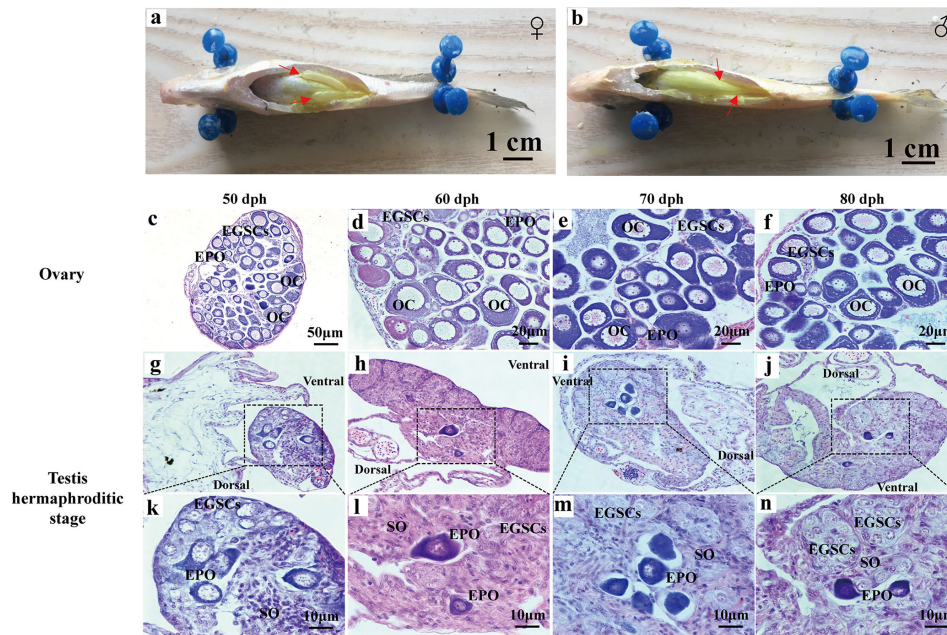 a
♀
1 cm
b
♂
1 cm
50 dph
60 dph
70 dph
80 dph
Ovary
c
EGSCs
EPO
OC
OC
50μm
d
EGSCs
EPO
OC
OC
20μm
e
OC
EGSCs
OC
EPO
20μm
f
EGSCs
EPO
OC
OC
20μm
Testis
hermaphroditic
stage
g
Ventral
Dorsal
h
Ventral
Dorsal
i
Ventral
Dorsal
j
Dorsal
Ventral
k
EGSCs
EPO
SO
10μm
l
SO
EPO
EGSCs
EPO
10μm
m
EGSCs
SO
EPO
10μm
n
EGSCs
EGSCs
SO
EPO
10μm